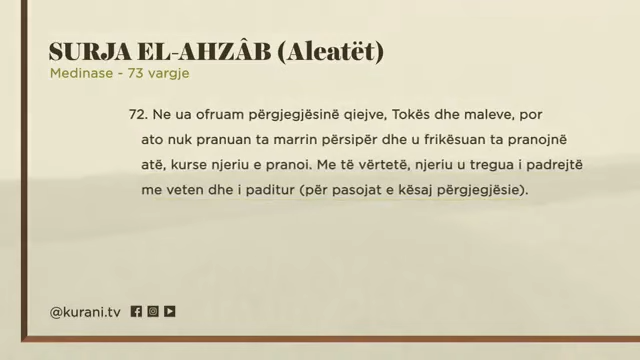 SURJA EL-AHZÂB (Aleatët)
Medinase - 73 vargje
72. Ne ua ofruam përgjegjësinë qiejve, Tokës dhe maleve, por
ato nuk pranuan ta marrin përsipër dhe u frikësuan ta pranojnë
atë, kurse njeriu e pranoi. Me të vërtetë, njeriu u tregua i padrejtë
me veten dhe i paditur (për pasojat e kësaj përgjegjësie).
@kurani.tv